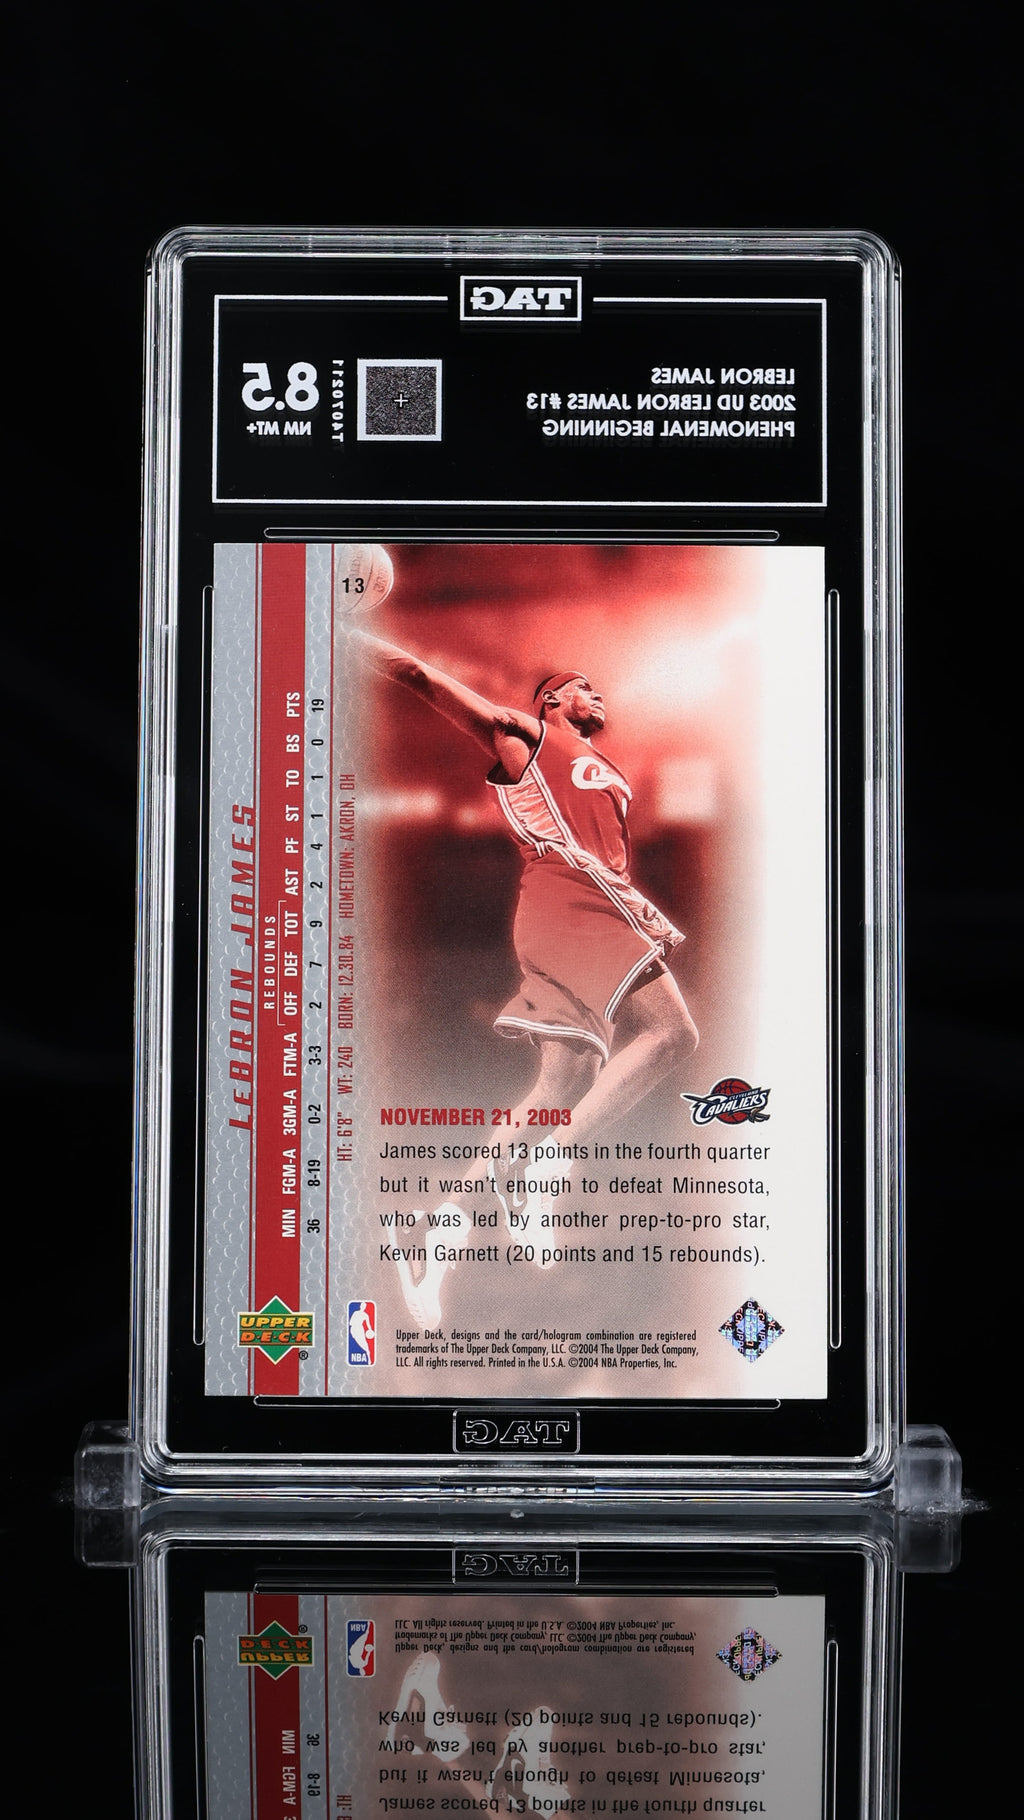 TAG
LEBRON JAMES
2003 UD LEBRON JAMES #13
PHENOMENAL BEGINNING
8.5
NM MT+
T4070211
13
LEBRON JAMES
REBOUNDS
MIN FGM-A 3GM-A FTM-A OFF DEF TOT AST PF ST TO BS PTS
36 8-19 0-2 3-3 2 7 9 2 4 1 1 0 19
HT: 6'8" WT: 240 BORN: 12.30.84 HOMETOWN: AKRON, OH
CLEVELAND
CAVALIERS
NOVEMBER 21, 2003
James scored 13 points in the fourth quarter
but it wasn't enough to defeat Minnesota,
who was led by another prep-to-pro star,
Kevin Garnett (20 points and 15 rebounds).
UPPER
DECK
®
NBA
Upper Deck, designs and the card/hologram combination are registered
trademarks of The Upper Deck Company, LLC. ©2004 The Upper Deck Company,
LLC. All rights reserved. Printed in the U.S.A. ©2004 NBA Properties, Inc.
TAG